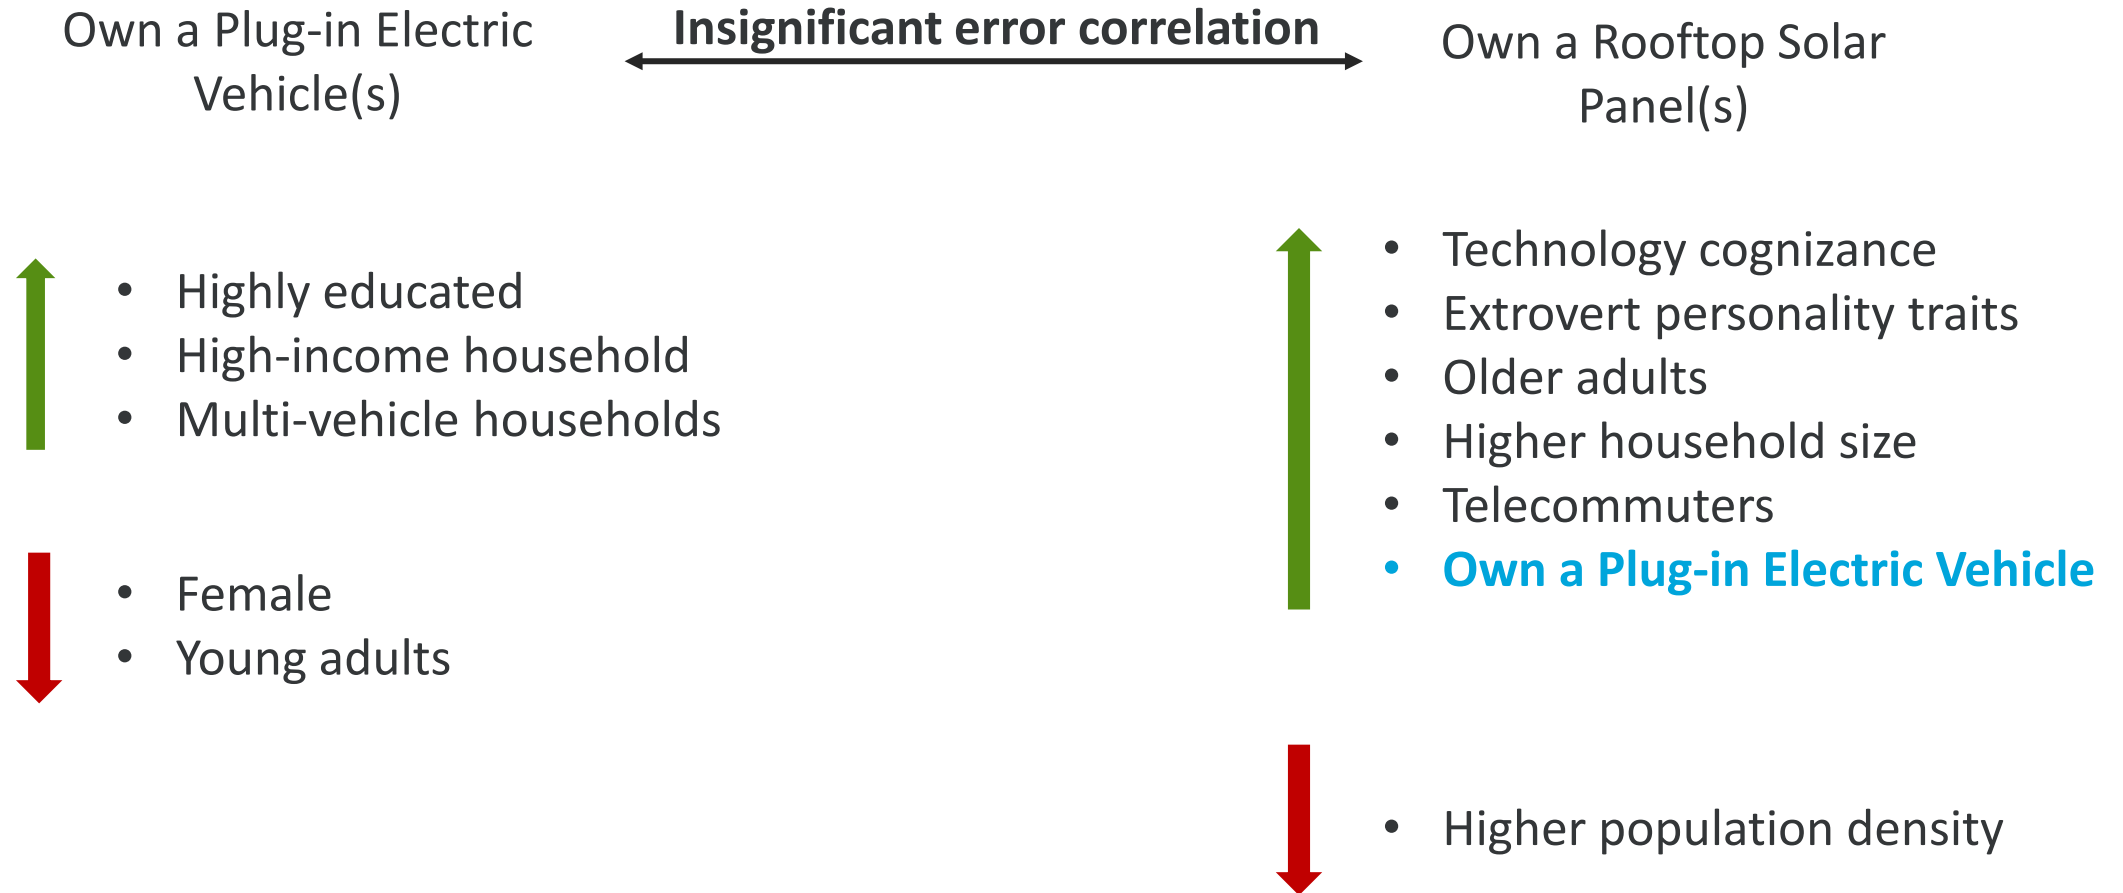 Own a Plug-in Electric
Vehicle(s)
Insignificant error correlation
Own a Rooftop Solar
Panel(s)
• Highly educated
• High-income household
• Multi-vehicle households
• Female
• Young adults
• Technology cognizance
• Extrovert personality traits
• Older adults
• Higher household size
• Telecommuters
• Own a Plug-in Electric Vehicle
• Higher population density